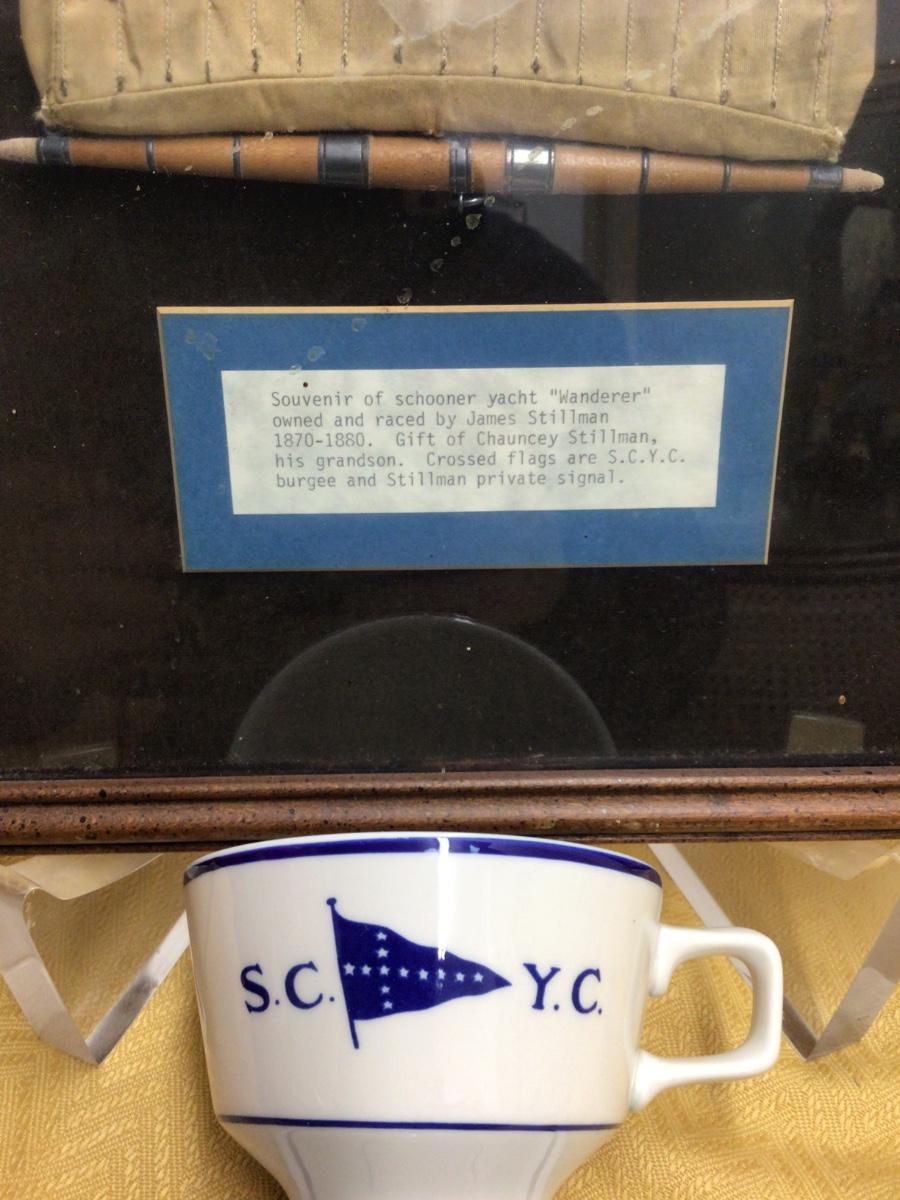 Souvenir of schooner yacht "Wanderer"
owned and raced by James Stillman
1870-1880. Gift of Chauncey Stillman,
his grandson. Crossed flags are S.C.Y.C.
burgee and Stillman private signal.
S.C. Y.C.